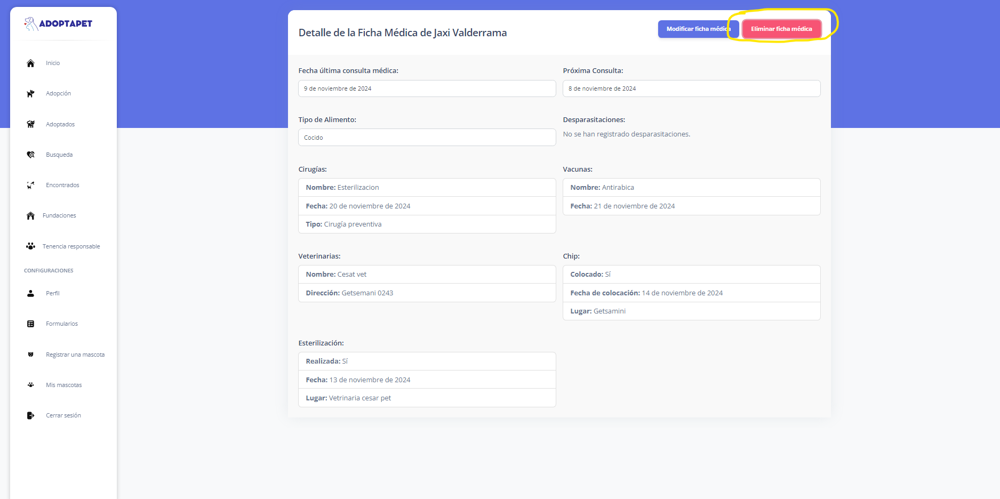 ADOPTAPET
Inicio
Adopción
Adoptados
Busqueda
Encontrados
Fundaciones
Tenencia responsable
CONFIGURACIONES
Perfil
Formularios
Registrar una mascota
Mis mascotas
Cerrar sesión
Detalle de la Ficha Médica de Jaxi Valderrama
Modificar ficha médica
Eliminar ficha médica
Fecha última consulta médica:
9 de noviembre de 2024
Próxima Consulta:
8 de noviembre de 2024
Tipo de Alimento:
Cocido
Desparasitaciones:
No se han registrado desparasitaciones.
Cirugías:
Nombre: Esterilizacion
Fecha: 20 de noviembre de 2024
Tipo: Cirugía preventiva
Vacunas:
Nombre: Antirabica
Fecha: 21 de noviembre de 2024
Veterinarias:
Nombre: Cesat vet
Dirección: Getsemani 0243
Chip:
Colocado: Sí
Fecha de colocación: 14 de noviembre de 2024
Lugar: Getsamini
Esterilización:
Realizada: Sí
Fecha: 13 de noviembre de 2024
Lugar: Vetrinaria cesar pet